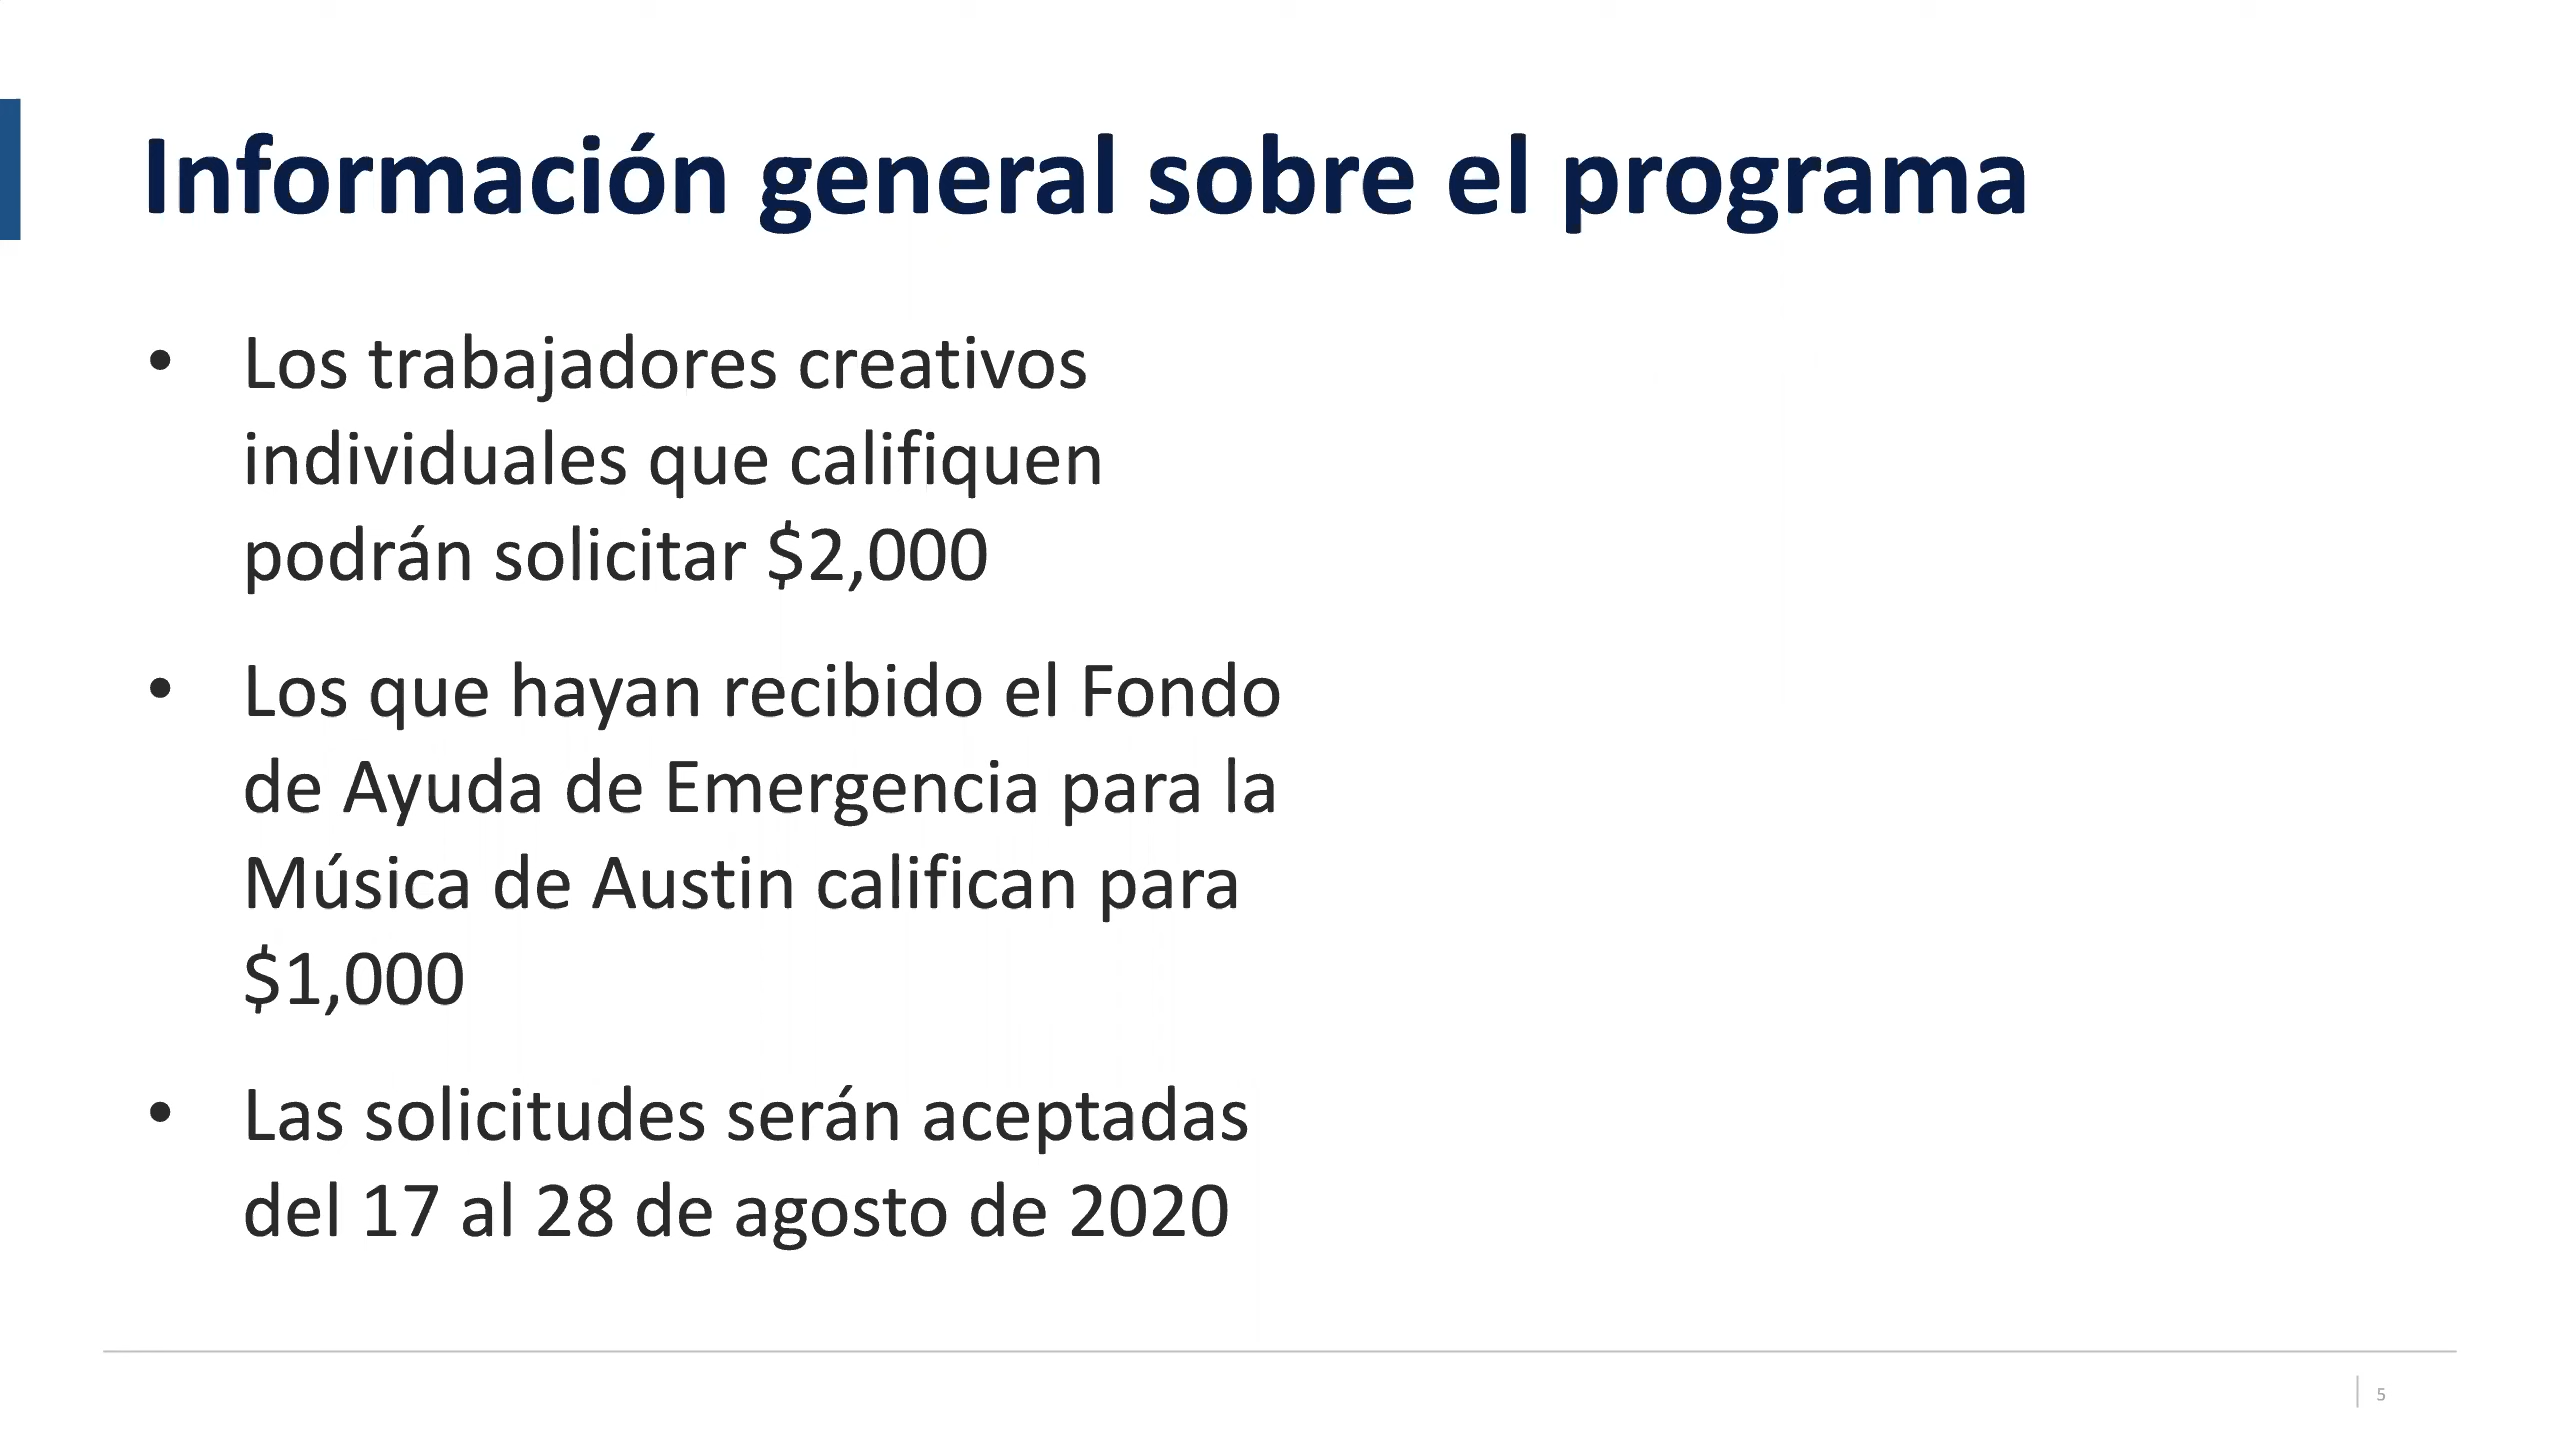 Información general sobre el programa
• Los trabajadores creativos
individuales que califiquen
podrán solicitar $2,000
• Los que hayan recibido el Fondo
de Ayuda de Emergencia para la
Música de Austin califican para
$1,000
• Las solicitudes serán aceptadas
del 17 al 28 de agosto de 2020
5